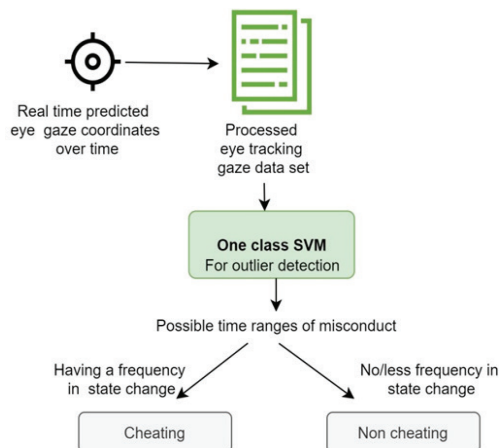 Real time predicted
eye gaze coordinates
over time
Processed
eye tracking
gaze data set
One class SVM
For outlier detection
Possible time ranges of misconduct
Having a frequency
in state change
No/less frequency in
state change
Cheating
Non cheating